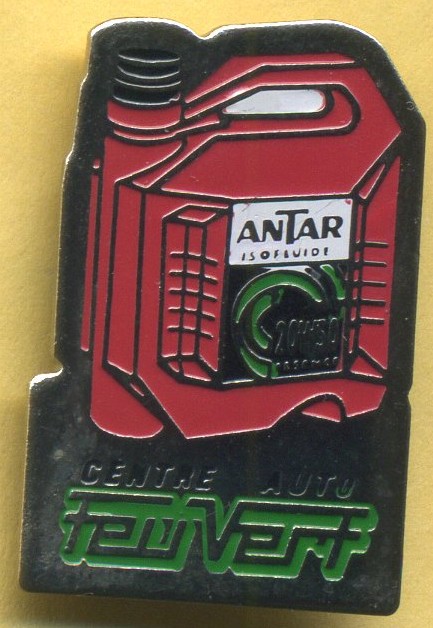 ANTAR
ISOFLUIDE
20W50
CENTRE AUTO
Feu Vert